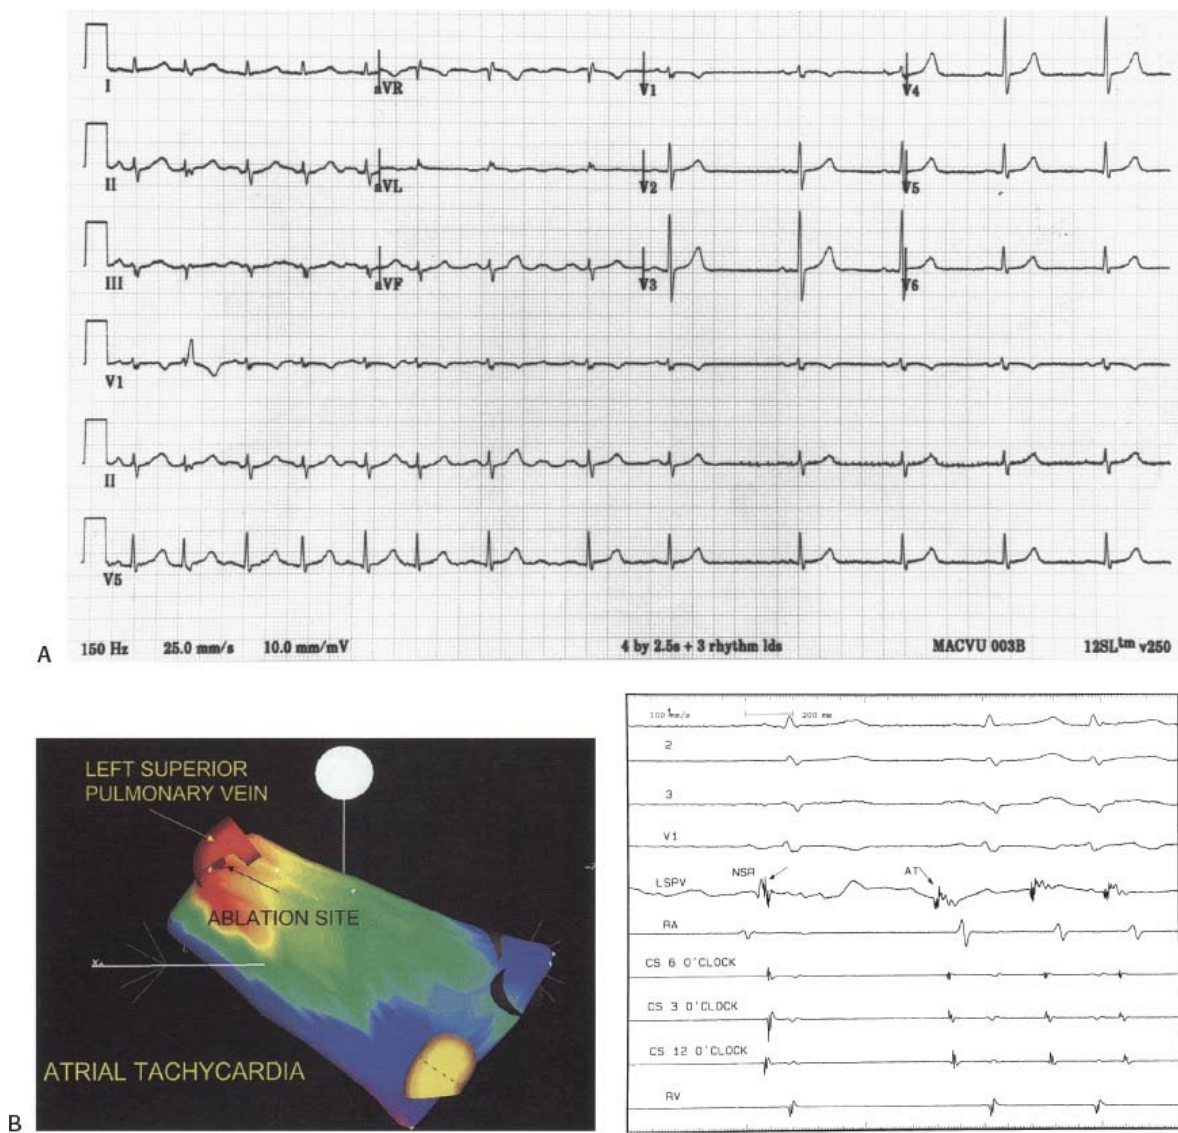 I
aVR
V1
V4
II
aVL
V2
V5
III
aVF
V3
V6
V1
II
V5
A
150 Hz 25.0 mm/s 10.0 mm/mV 4 by 2.5s + 3 rhythm lds MACVU 003B 12SL™ v250
LEFT SUPERIOR
PULMONARY VEIN
ABLATION SITE
ATRIAL TACHYCARDIA
B
1
100 mm/s 200 ms
2
3
V1
NSR
AT
LSPV
RA
CS 6 O'CLOCK
CS 3 O'CLOCK
CS 12 O'CLOCK
RV